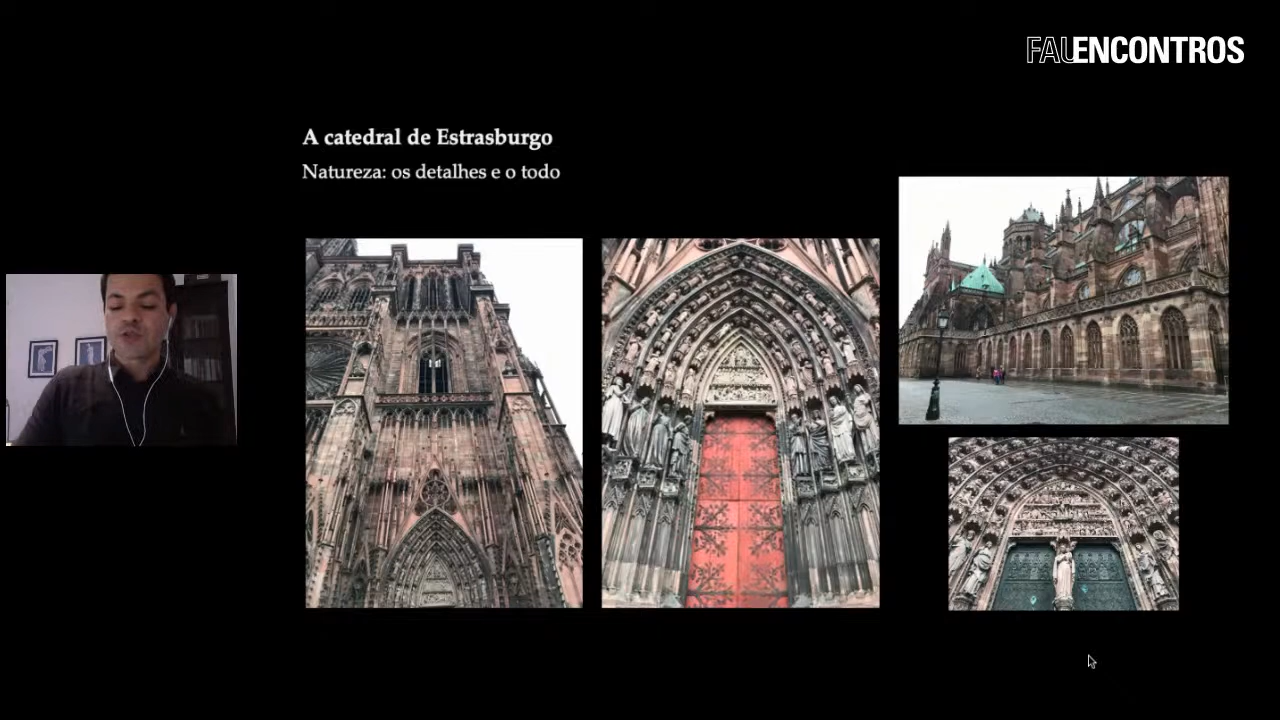 FAUENCONTROS
A catedral de Estrasburgo
Natureza: os detalhes e o todo